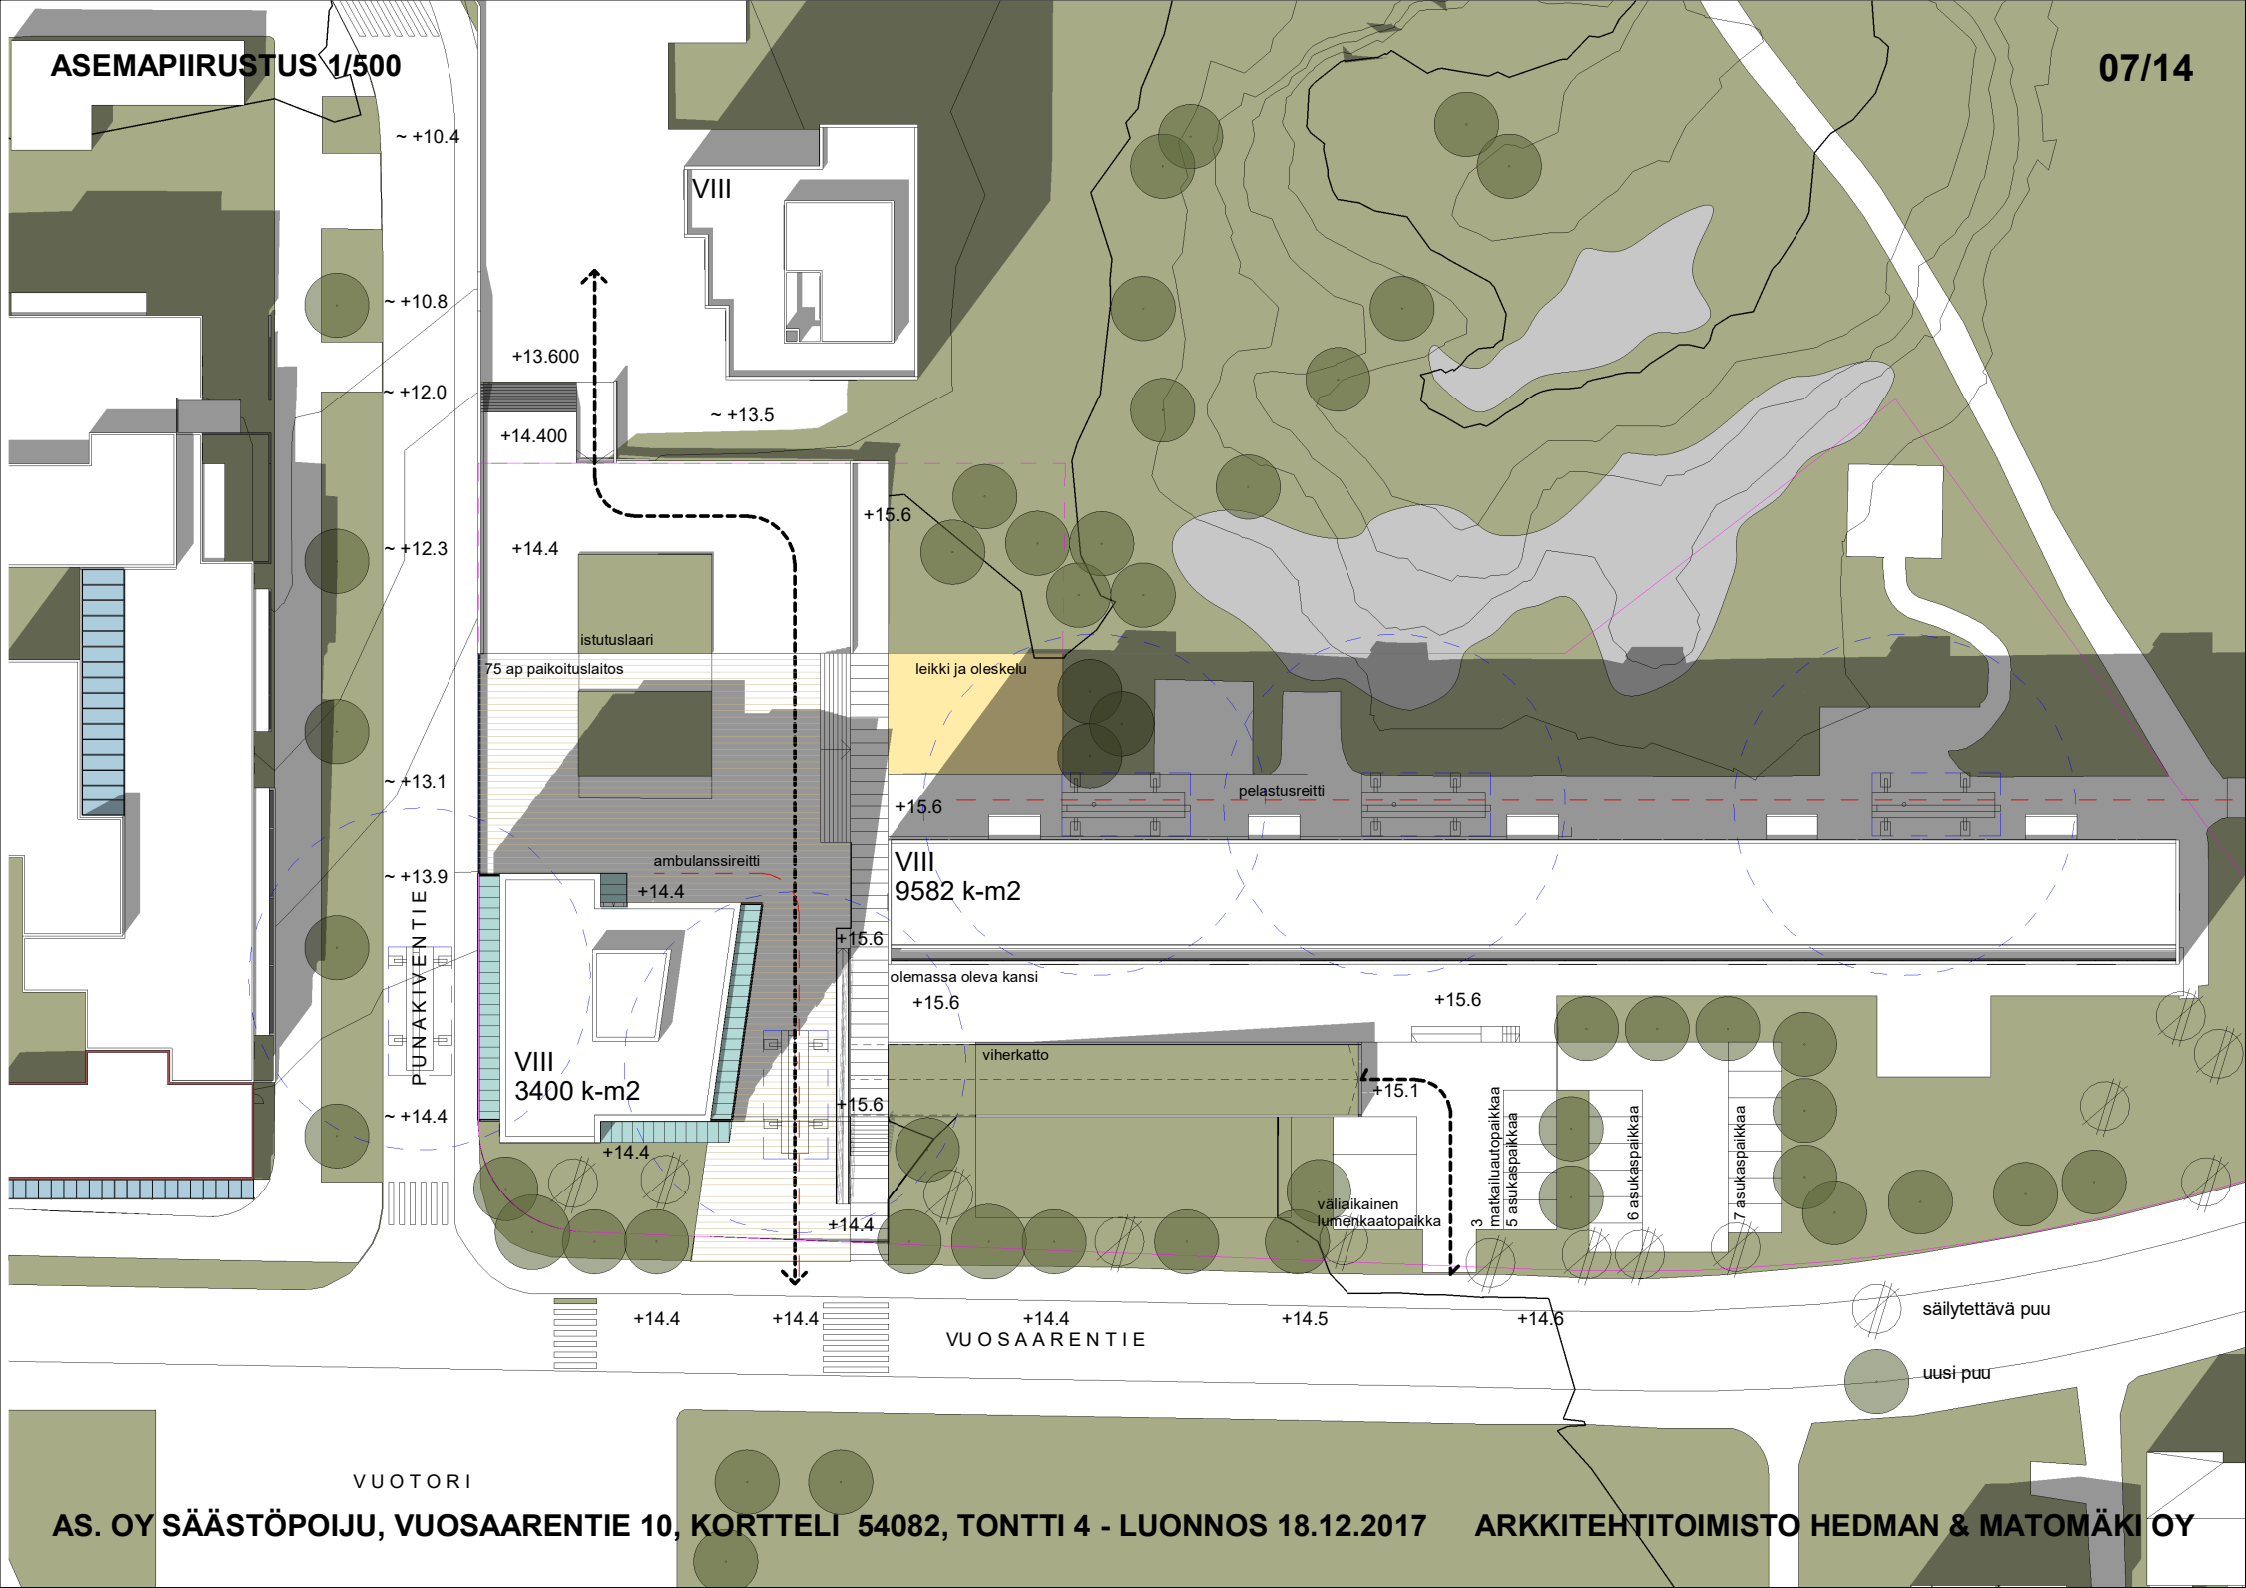 ASEMAPIIRUSTUS 1/500
07/14
~ +10.4
VIII
~ +10.8
+13.600
~ +12.0
~ +13.5
+14.400
+15.6
~ +12.3
+14.4
istutuslaari
75 ap paikoituslaitos
leikki ja oleskelu
~ +13.1
pelastusreitti
+15.6
~ +13.9
ambulanssireitti
+14.4
VIII
9582 k-m2
PUNAKIVENTIE
+15.6
olemassa oleva kansi
+15.6
+15.6
viherkatto
VIII
3400 k-m2
+15.1
+15.6
~ +14.4
+14.4
3
matkailuautopaikkaa
5 asukaspaikkaa
6 asukaspaikkaa
7 asukaspaikkaa
väliaikainen
lumenkaatopaikka
+14.4
+14.4
+14.4
+14.4
+14.5
+14.6
VUOSAARENTIE
säilytettävä puu
uusi puu
VUOTORI
AS. OY SÄÄSTÖPOIJU, VUOSAARENTIE 10, KORTTELI 54082, TONTTI 4 - LUONNOS 18.12.2017
ARKKITEHTITOIMISTO HEDMAN & MATOMÄKI OY